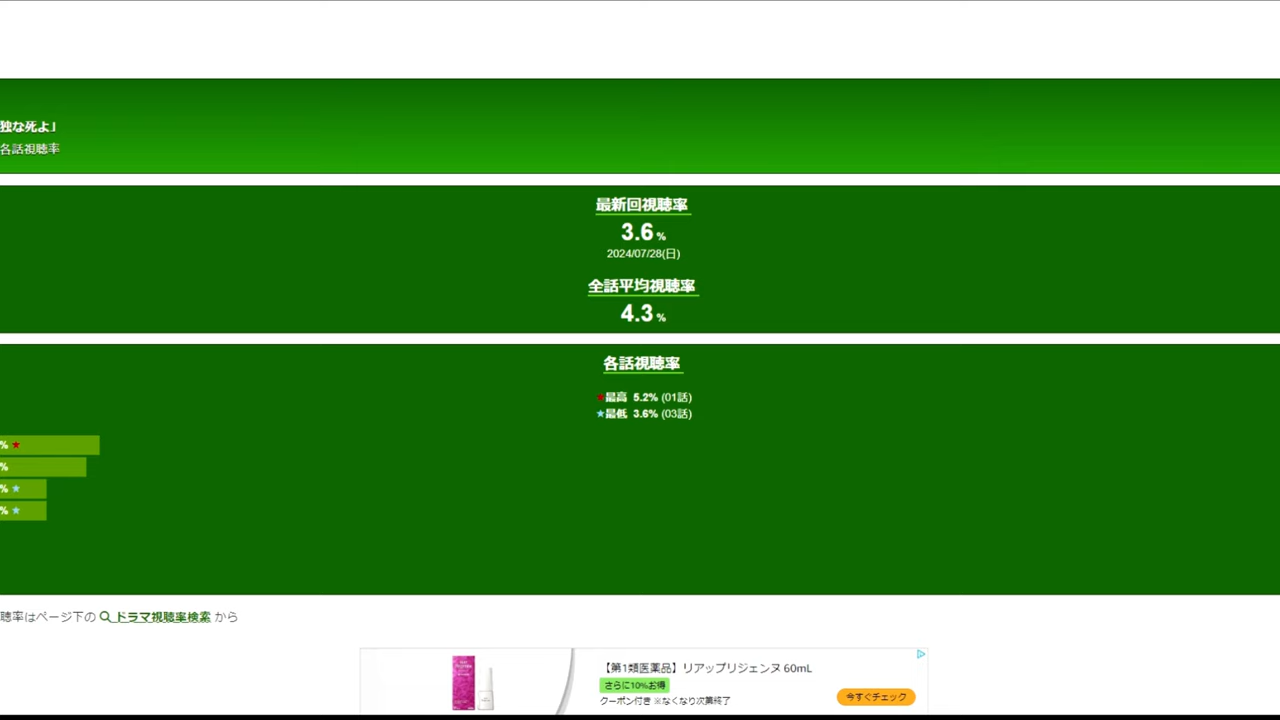 独な死よ」
各話視聴率
最新回視聴率
3.6 %
2024/07/28(日)
全話平均視聴率
4.3 %
各話視聴率
★最高 5.2% (01話)
★最低 3.6% (03話)
% ★
%
% ★
% ★
聴率はページ下の ドラマ視聴率検索 から
【第1類医薬品】リアップリジェンヌ 60mL
さらに10%お得
クーポン付き ※なくなり次第終了
今すぐチェック